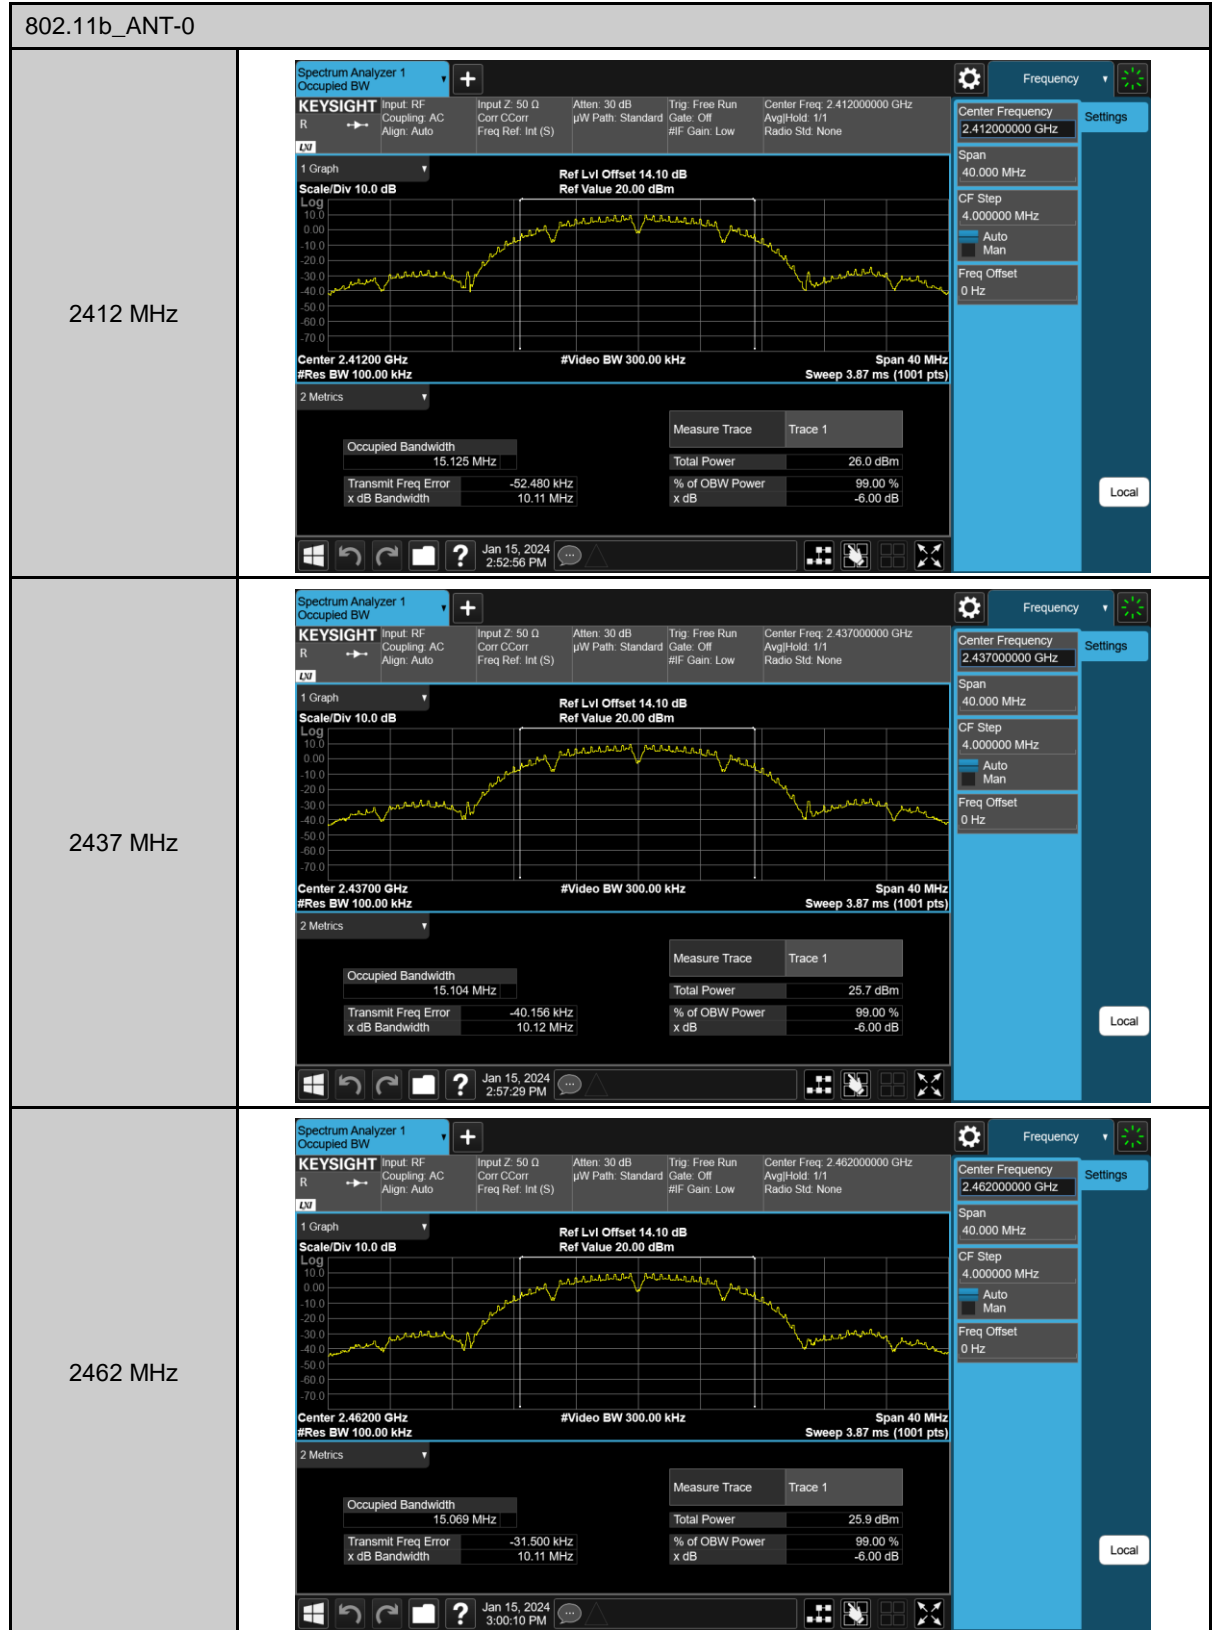 802.11b_ANT-0
2412 MHz
Spectrum Analyzer 1
Occupied BW
Frequency
KEYSIGHT
R
LXI
Input: RF
Coupling: AC
Align: Auto
Input Z: 50 Ω
Corr CCorr
Freq Ref: Int (S)
Atten: 30 dB
µW Path: Standard
Trig: Free Run
Gate: Off
#IF Gain: Low
Center Freq: 2.412000000 GHz
Avg|Hold: 1/1
Radio Std: None
Center Frequency
2.412000000 GHz
Settings
Span
40.000 MHz
CF Step
4.000000 MHz
Auto
Man
Freq Offset
0 Hz
Local
1 Graph
Scale/Div 10.0 dB
Ref Lvl Offset 14.10 dB
Ref Value 20.00 dBm
Log
10.0
0.00
-10.0
-20.0
-30.0
-40.0
-50.0
-60.0
-70.0
Center 2.41200 GHz
#Video BW 300.00 kHz
Span 40 MHz
#Res BW 100.00 kHz
Sweep 3.87 ms (1001 pts)
2 Metrics
Measure Trace Trace 1
Occupied Bandwidth
15.125 MHz
Total Power 26.0 dBm
Transmit Freq Error -52.480 kHz
% of OBW Power 99.00 %
x dB Bandwidth 10.11 MHz
x dB -6.00 dB
?
Jan 15, 2024
2:52:56 PM
2437 MHz
Spectrum Analyzer 1
Occupied BW
Frequency
KEYSIGHT
R
LXI
Input: RF
Coupling: AC
Align: Auto
Input Z: 50 Ω
Corr CCorr
Freq Ref: Int (S)
Atten: 30 dB
µW Path: Standard
Trig: Free Run
Gate: Off
#IF Gain: Low
Center Freq: 2.437000000 GHz
Avg|Hold: 1/1
Radio Std: None
Center Frequency
2.437000000 GHz
Settings
Span
40.000 MHz
CF Step
4.000000 MHz
Auto
Man
Freq Offset
0 Hz
Local
1 Graph
Scale/Div 10.0 dB
Ref Lvl Offset 14.10 dB
Ref Value 20.00 dBm
Log
10.0
0.00
-10.0
-20.0
-30.0
-40.0
-50.0
-60.0
-70.0
Center 2.43700 GHz
#Video BW 300.00 kHz
Span 40 MHz
#Res BW 100.00 kHz
Sweep 3.87 ms (1001 pts)
2 Metrics
Measure Trace Trace 1
Occupied Bandwidth
15.104 MHz
Total Power 25.7 dBm
Transmit Freq Error -40.156 kHz
% of OBW Power 99.00 %
x dB Bandwidth 10.12 MHz
x dB -6.00 dB
?
Jan 15, 2024
2:57:29 PM
2462 MHz
Spectrum Analyzer 1
Occupied BW
Frequency
KEYSIGHT
R
LXI
Input: RF
Coupling: AC
Align: Auto
Input Z: 50 Ω
Corr CCorr
Freq Ref: Int (S)
Atten: 30 dB
µW Path: Standard
Trig: Free Run
Gate: Off
#IF Gain: Low
Center Freq: 2.462000000 GHz
Avg|Hold: 1/1
Radio Std: None
Center Frequency
2.462000000 GHz
Settings
Span
40.000 MHz
CF Step
4.000000 MHz
Auto
Man
Freq Offset
0 Hz
Local
1 Graph
Scale/Div 10.0 dB
Ref Lvl Offset 14.10 dB
Ref Value 20.00 dBm
Log
10.0
0.00
-10.0
-20.0
-30.0
-40.0
-50.0
-60.0
-70.0
Center 2.46200 GHz
#Video BW 300.00 kHz
Span 40 MHz
#Res BW 100.00 kHz
Sweep 3.87 ms (1001 pts)
2 Metrics
Measure Trace Trace 1
Occupied Bandwidth
15.069 MHz
Total Power 25.9 dBm
Transmit Freq Error -31.500 kHz
% of OBW Power 99.00 %
x dB Bandwidth 10.11 MHz
x dB -6.00 dB
?
Jan 15, 2024
3:00:10 PM